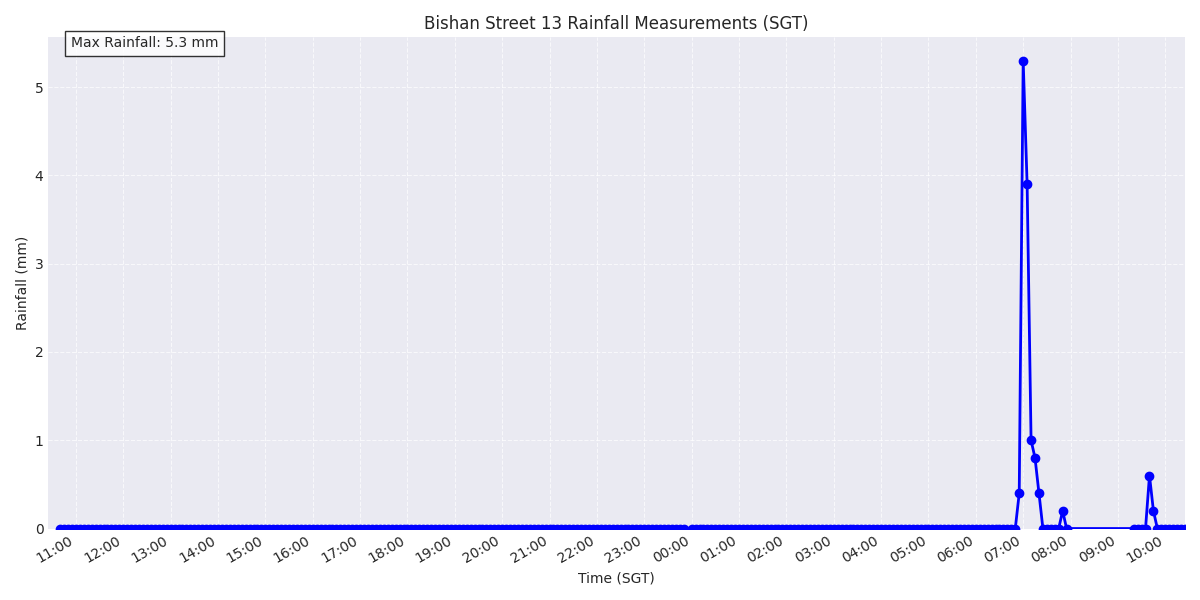 Bishan Street 13 Rainfall Measurements (SGT)
Max Rainfall: 5.3 mm
Rainfall (mm)
5
4
3
2
1
0
11:00 12:00 13:00 14:00 15:00 16:00 17:00 18:00 19:00 20:00 21:00 22:00 23:00 00:00 01:00 02:00 03:00 04:00 05:00 06:00 07:00 08:00 09:00 10:00
Time (SGT)